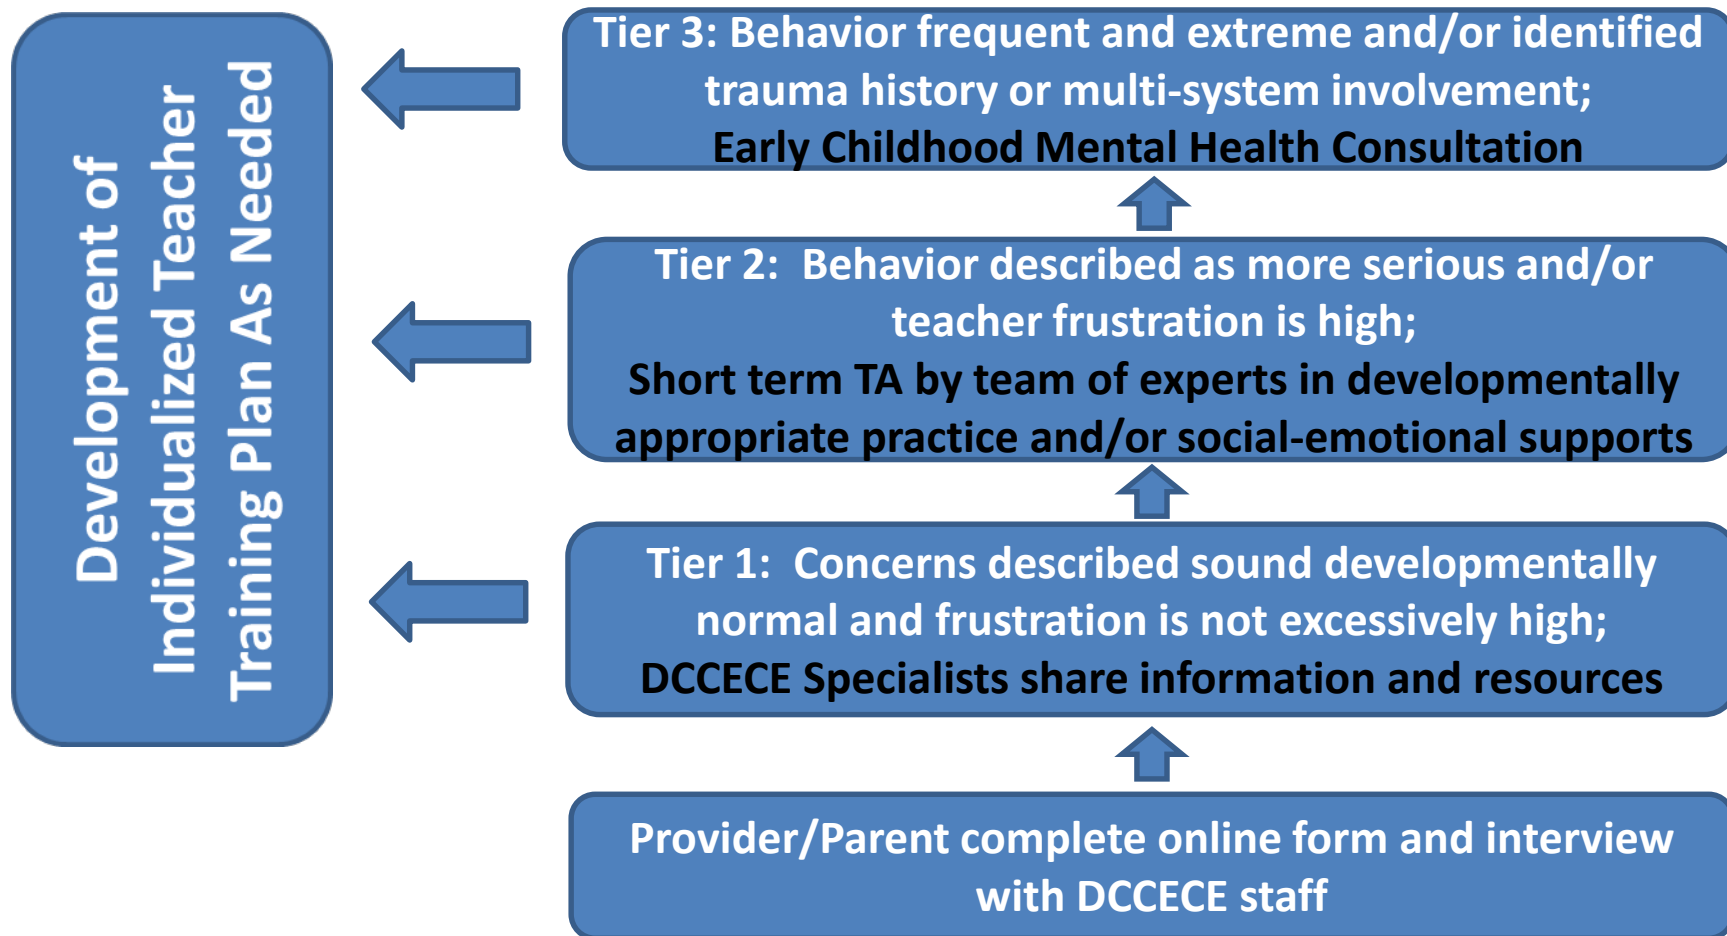 Development of
Individualized Teacher
Training Plan As Needed
Tier 3: Behavior frequent and extreme and/or identified
trauma history or multi-system involvement;
Early Childhood Mental Health Consultation
Tier 2:  Behavior described as more serious and/or
teacher frustration is high;
Short term TA by team of experts in developmentally
appropriate practice and/or social-emotional supports
Tier 1:  Concerns described sound developmentally
normal and frustration is not excessively high;
DCCECE Specialists share information and resources
Provider/Parent complete online form and interview
with DCCECE staff